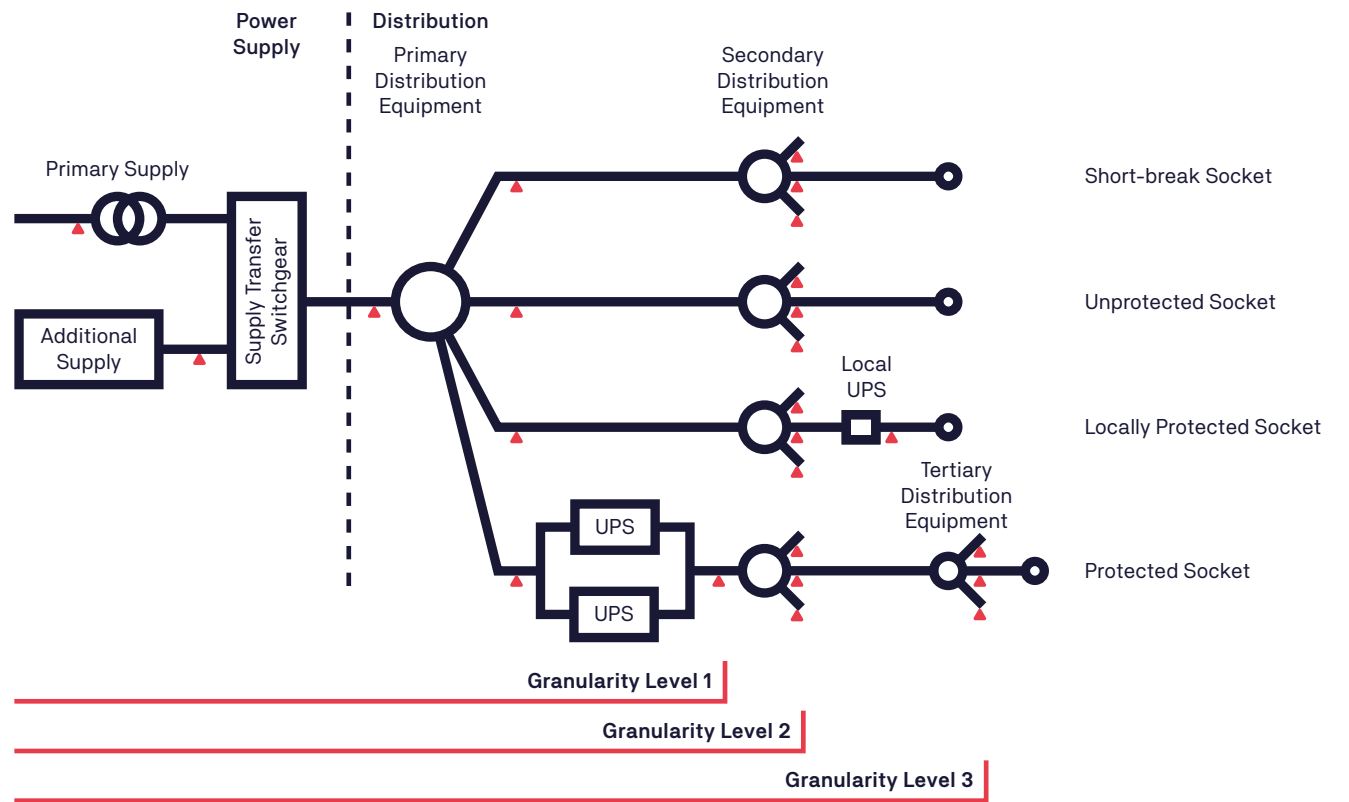 Power
Supply
Distribution
Primary
Distribution
Equipment
Secondary
Distribution
Equipment
Primary Supply
Supply Transfer
Switchgear
Additional
Supply
Short-break Socket
Unprotected Socket
Local
UPS
Locally Protected Socket
Tertiary
Distribution
Equipment
UPS
UPS
Protected Socket
Granularity Level 1
Granularity Level 2
Granularity Level 3